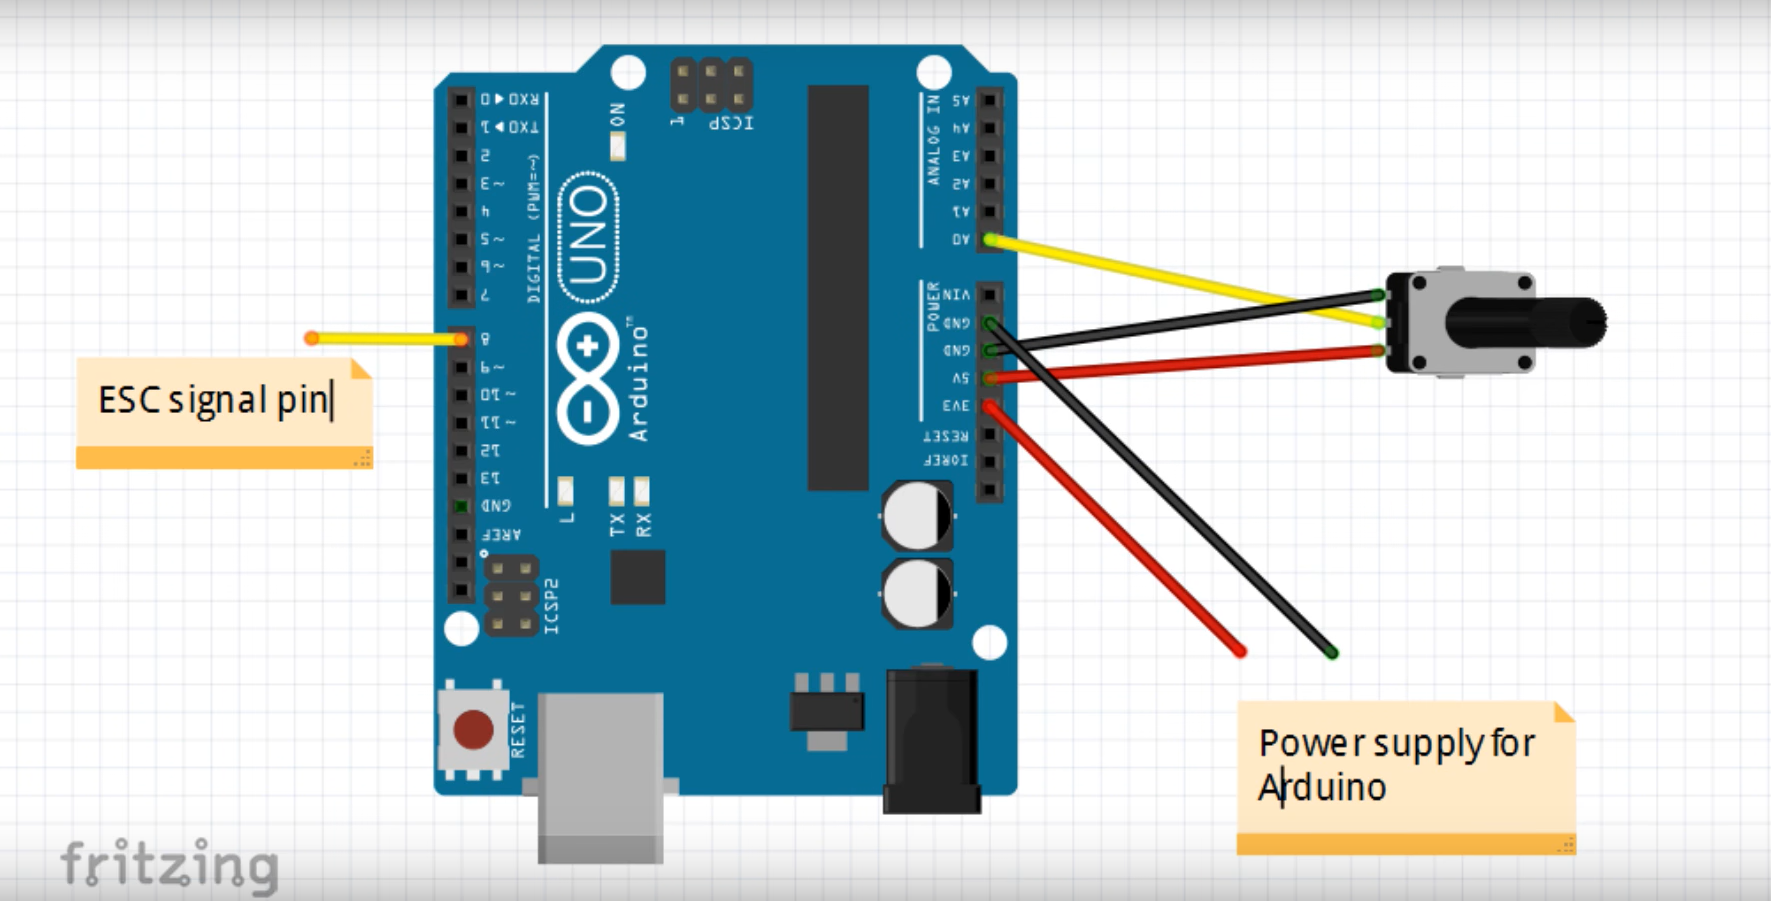 RX0◀0
TX0▶1
2
~3
4
~5
~6
7
8
~9
~10
~11
12
13
GND
AREF
DIGITAL (PWM=~)
ON
1
ICSP
UNO
Arduino™
L
TX
RX
ICSP2
RESET
ANALOG IN
A5
A4
A3
A2
A1
A0
POWER
VIN
GND
GND
5V
3V3
RESET
IOREF
ESC signal pin
Power supply for
Arduino
fritzing